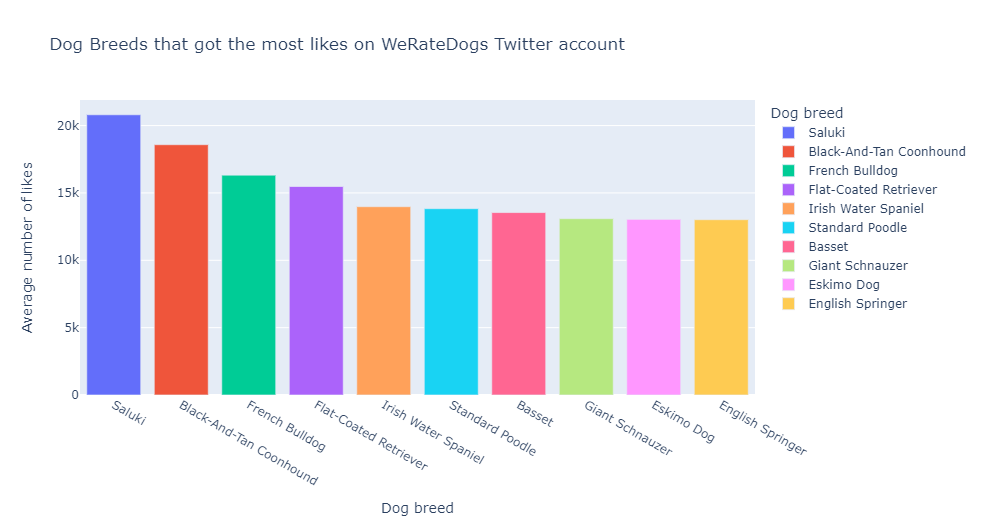 Dog Breeds that got the most likes on WeRateDogs Twitter account
Average number of likes
20k
15k
10k
5k
0
Saluki
Black-And-Tan Coonhound
French Bulldog
Flat-Coated Retriever
Irish Water Spaniel
Standard Poodle
Basset
Giant Schnauzer
Eskimo Dog
English Springer
Dog breed
Dog breed
Saluki
Black-And-Tan Coonhound
French Bulldog
Flat-Coated Retriever
Irish Water Spaniel
Standard Poodle
Basset
Giant Schnauzer
Eskimo Dog
English Springer